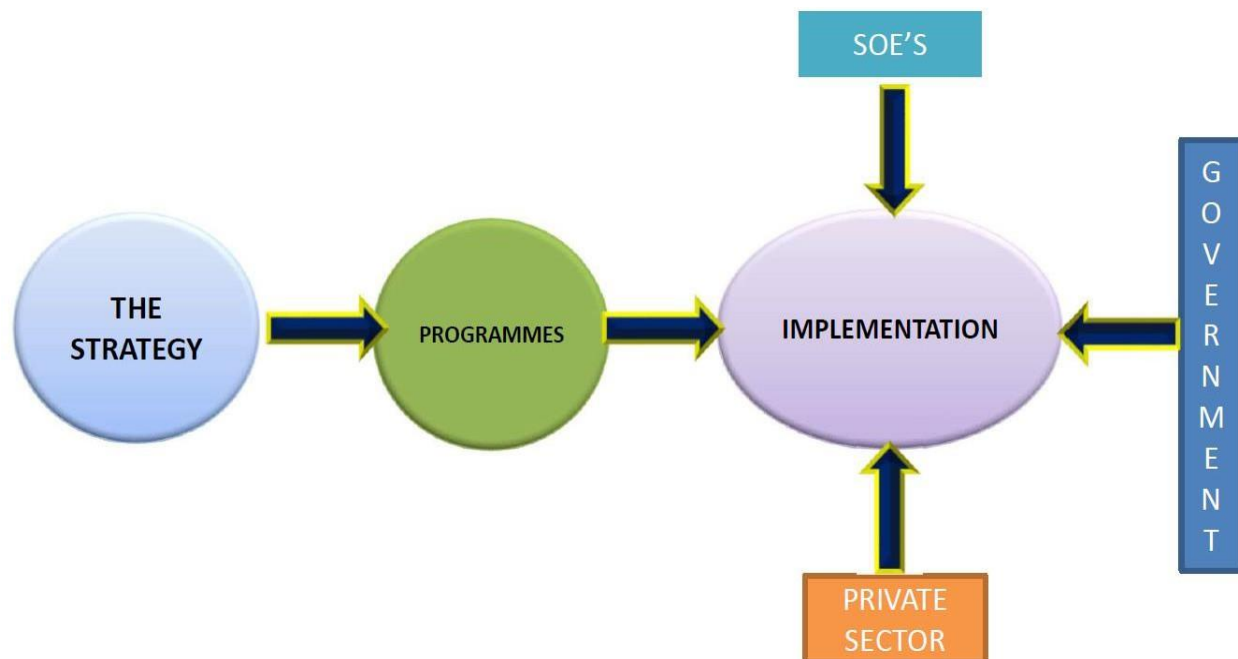 SOE’S
THE
STRATEGY
PROGRAMMES
IMPLEMENTATION
G
O
V
E
R
N
M
E
N
T
PRIVATE
SECTOR